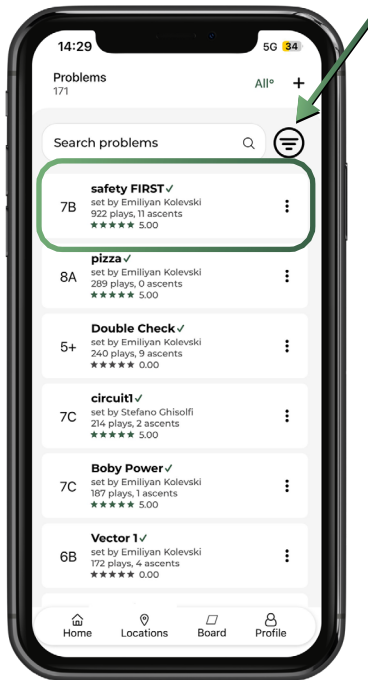 14:29 5G 34
Problems
171
All° +
Search problems
7B
safety FIRST ✓
set by Emiliyan Kolevski
922 plays, 11 ascents
★★★★★ 5.00
8A
pizza ✓
set by Emiliyan Kolevski
289 plays, 0 ascents
★★★★★ 5.00
5+
Double Check ✓
set by Emiliyan Kolevski
240 plays, 9 ascents
★★★★★ 0.00
7C
circuit1 ✓
set by Stefano Ghisolfi
214 plays, 2 ascents
★★★★★ 5.00
7C
Boby Power ✓
set by Emiliyan Kolevski
187 plays, 1 ascents
★★★★★ 5.00
6B
Vector 1 ✓
set by Emiliyan Kolevski
172 plays, 4 ascents
★★★★★ 0.00
Home Locations Board Profile